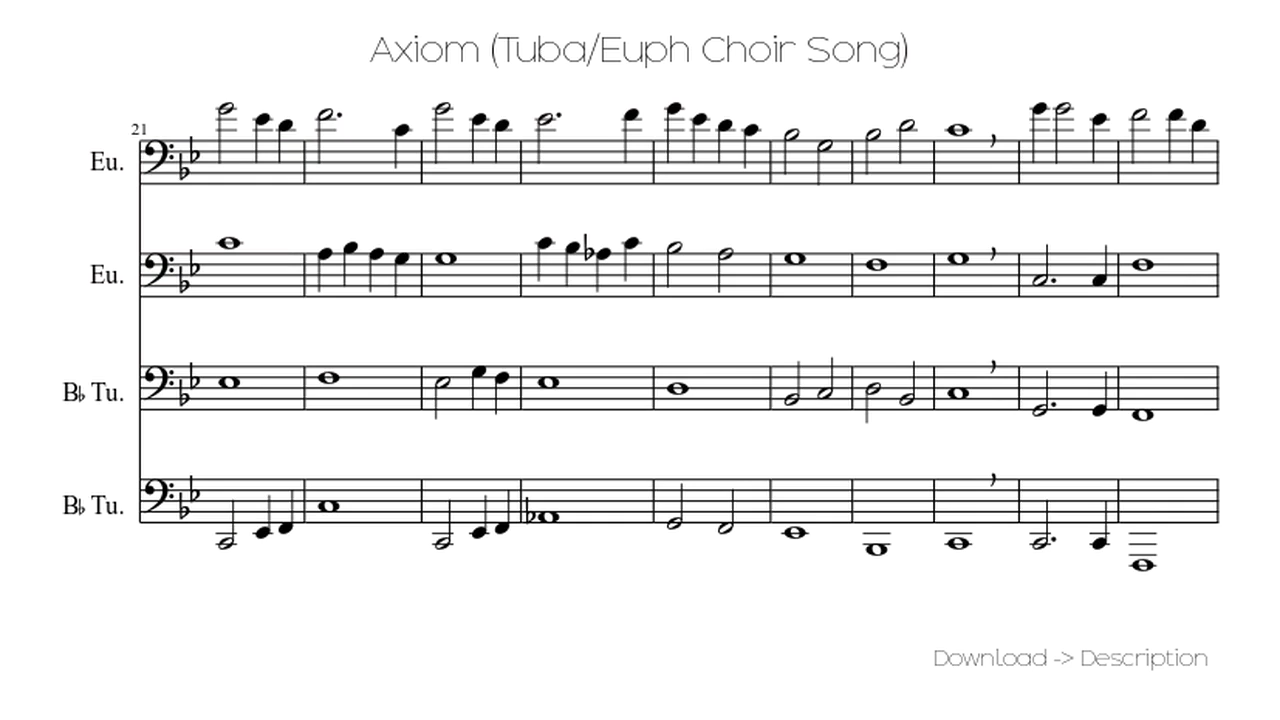 Axiom (Tuba/Euph Choir Song)
21
Eu.
Eu.
B♭ Tu.
B♭ Tu.
Download -> Description